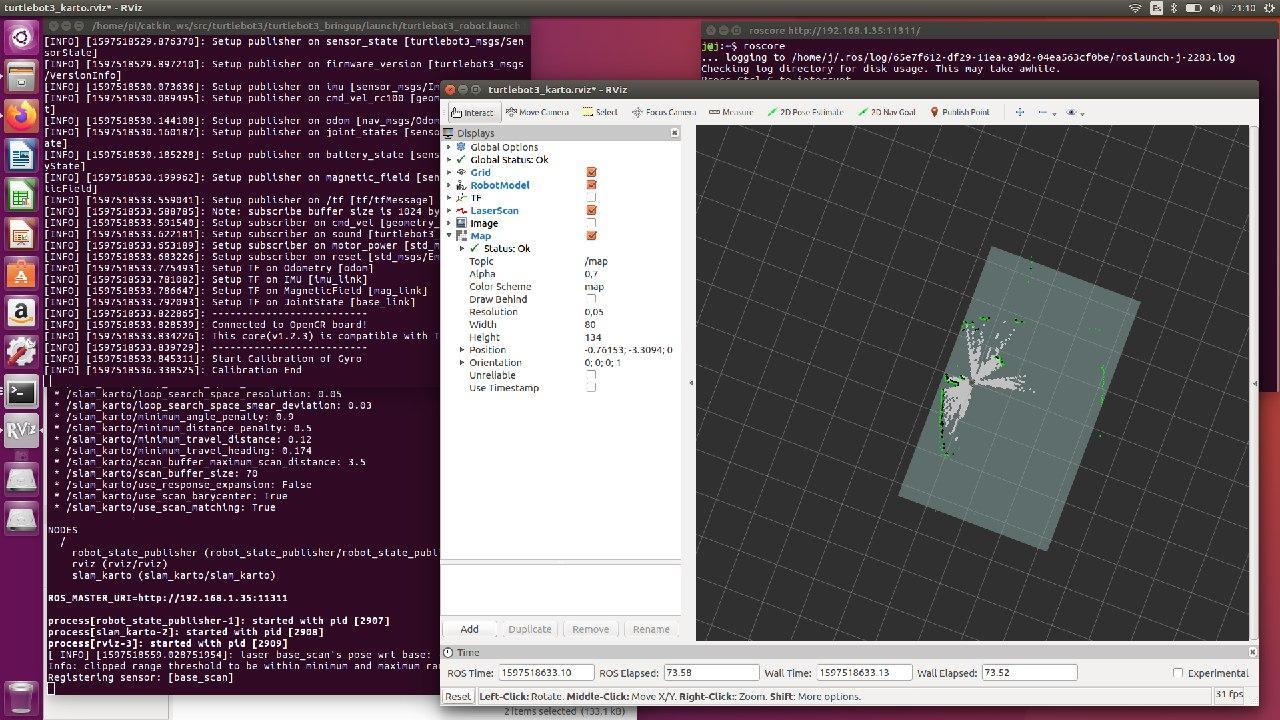 turtlebot3_karto.rviz* - RViz
Es
21:10
/home/pi/catkin_ws/src/turtlebot3/turtlebot3_bringup/launch/turtlebot3_robot.launch
[INFO] [1597518529.876370]: Setup publisher on sensor_state [turtlebot3_msgs/Sen
sorState]
[INFO] [1597518529.897210]: Setup publisher on firmware_version [turtlebot3_msgs
/VersionInfo]
[INFO] [1597518530.073636]: Setup publisher on imu [sensor_msgs/Im
[INFO] [1597518530.089495]: Setup publisher on cmd_vel_rc100 [geom
t]
[INFO] [1597518530.144108]: Setup publisher on odom [nav_msgs/Odom
[INFO] [1597518530.160187]: Setup publisher on joint_states [senso
ate]
[INFO] [1597518530.185228]: Setup publisher on battery_state [sens
yState]
[INFO] [1597518530.199962]: Setup publisher on magnetic_field [sen
ticField]
[INFO] [1597518533.559041]: Setup publisher on /tf [tf/tfMessage]
[INFO] [1597518533.580785]: Note: subscribe buffer size is 1024 by
[INFO] [1597518533.591540]: Setup subscriber on cmd_vel [geometry_
[INFO] [1597518533.627181]: Setup subscriber on sound [turtlebot3_
[INFO] [1597518533.653189]: Setup subscriber on motor_power [std_m
[INFO] [1597518533.683226]: Setup subscriber on reset [std_msgs/Em
[INFO] [1597518533.775493]: Setup TF on Odometry [odom]
[INFO] [1597518533.781082]: Setup TF on IMU [imu_link]
[INFO] [1597518533.786647]: Setup TF on MagneticField [mag_link]
[INFO] [1597518533.792093]: Setup TF on JointState [base_link]
[INFO] [1597518533.822865]: --------------------------
[INFO] [1597518533.828539]: Connected to OpenCR board!
[INFO] [1597518533.834226]: This core(v1.2.3) is compatible with T
[INFO] [1597518533.839729]: --------------------------
[INFO] [1597518533.845311]: Start Calibration of Gyro
[INFO] [1597518536.338525]: Calibration End
* /slam_karto/loop_search_space_resolution: 0.05
* /slam_karto/loop_search_space_smear_deviation: 0.03
* /slam_karto/minimum_angle_penalty: 0.9
* /slam_karto/minimum_distance_penalty: 0.5
* /slam_karto/minimum_travel_distance: 0.12
* /slam_karto/minimum_travel_heading: 0.174
* /slam_karto/scan_buffer_maximum_scan_distance: 3.5
* /slam_karto/scan_buffer_size: 70
* /slam_karto/use_response_expansion: False
* /slam_karto/use_scan_barycenter: True
* /slam_karto/use_scan_matching: True
NODES
/
robot_state_publisher (robot_state_publisher/robot_state_publ
rviz (rviz/rviz)
slam_karto (slam_karto/slam_karto)
ROS_MASTER_URI=http://192.168.1.35:11311
process[robot_state_publisher-1]: started with pid [2907]
process[slam_karto-2]: started with pid [2908]
process[rviz-3]: started with pid [2909]
[ INFO] [1597518559.028751954]: laser base_scan's pose wrt base:
Info: clipped range threshold to be within minimum and maximum ra
Registering sensor: [base_scan]
roscore http://192.168.1.35:11311/
j@j:~$ roscore
... logging to /home/j/.ros/log/65e7f612-df29-11ea-a9d2-04ea563cf0be/roslaunch-j-2283.log
Checking log directory for disk usage. This may take awhile.
turtlebot3_karto.rviz* - RViz
Interact
Move Camera
Select
Focus Camera
Measure
2D Pose Estimate
2D Nav Goal
Publish Point
Displays
Global Options
Global Status: Ok
Grid
RobotModel
TF
LaserScan
Image
Map
Status: Ok
Topic /map
Alpha 0,7
Color Scheme map
Draw Behind
Resolution 0,05
Width 80
Height 134
Position -0.76153; -3.3094; 0
Orientation 0; 0; 0; 1
Unreliable
Use Timestamp
Add
Duplicate
Remove
Rename
Time
ROS Time: 1597518633.10 ROS Elapsed: 73.58 Wall Time: 1597518633.13 Wall Elapsed: 73.52 Experimental
Reset Left-Click: Rotate. Middle-Click: Move X/Y. Right-Click:: Zoom. Shift: More options. 31 fps
2 items selected (133,1 kB)
RViz